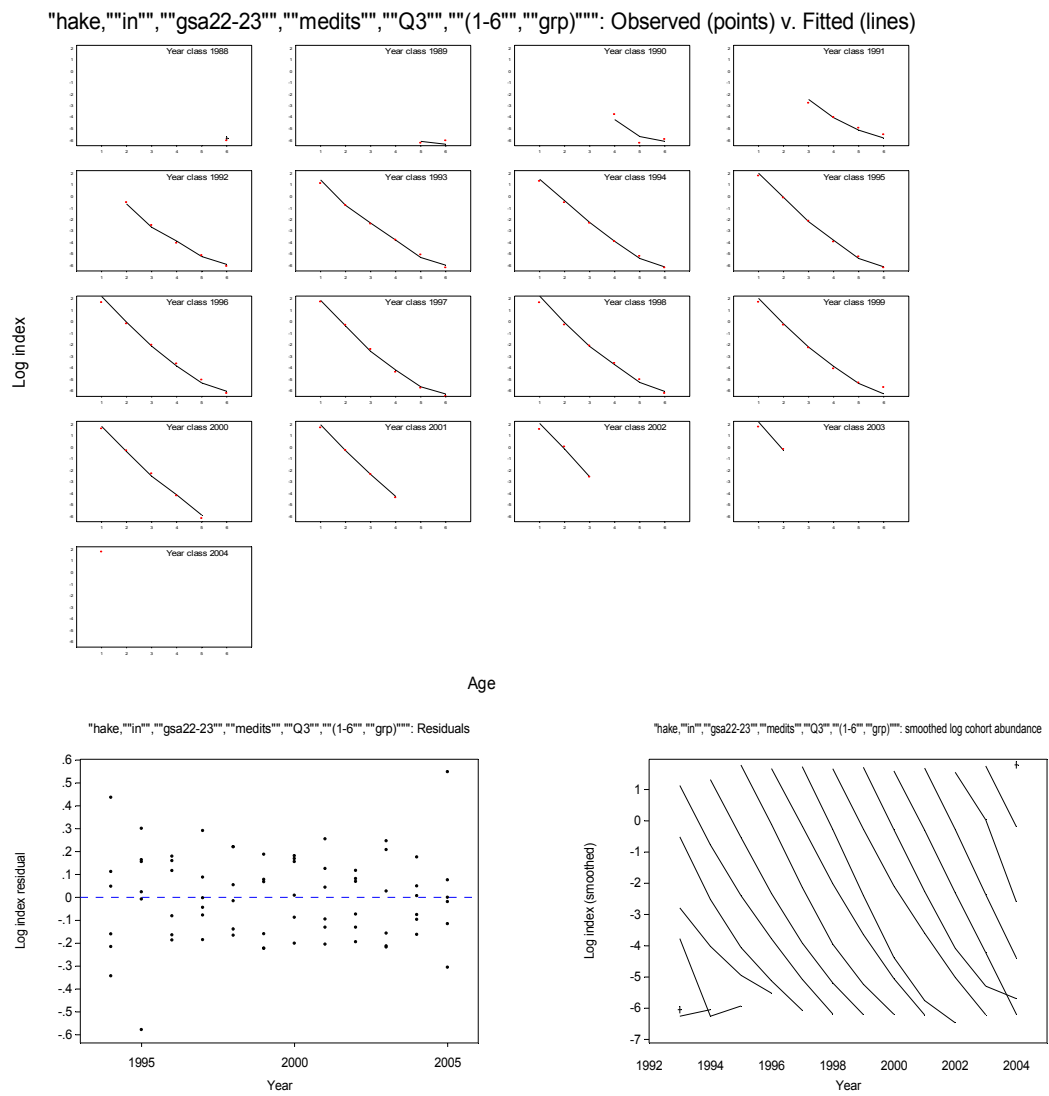 "hake,""in"",""gsa22-23"",""medits"",""Q3"",""(1-6"",""grp)""": Observed (points) v. Fitted (lines)
Year class 1988
Year class 1989
Year class 1990
Year class 1991
Year class 1992
Year class 1993
Year class 1994
Year class 1995
Year class 1996
Year class 1997
Year class 1998
Year class 1999
Year class 2000
Year class 2001
Year class 2002
Year class 2003
Year class 2004
Log index
Age
"hake,""in"",""gsa22-23"",""medits"",""Q3"",""(1-6"",""grp)""": Residuals
.6
.5
.4
.3
.2
.1
0
-.1
-.2
-.3
-.4
-.5
-.6
Log index residual
1995 2000 2005
Year
"hake,""in"",""gsa22-23"",""medits"",""Q3"",""(1-6"",""grp)""": smoothed log cohort abundance
1
0
-1
-2
-3
-4
-5
-6
-7
Log index (smoothed)
1992 1994 1996 1998 2000 2002 2004
Year